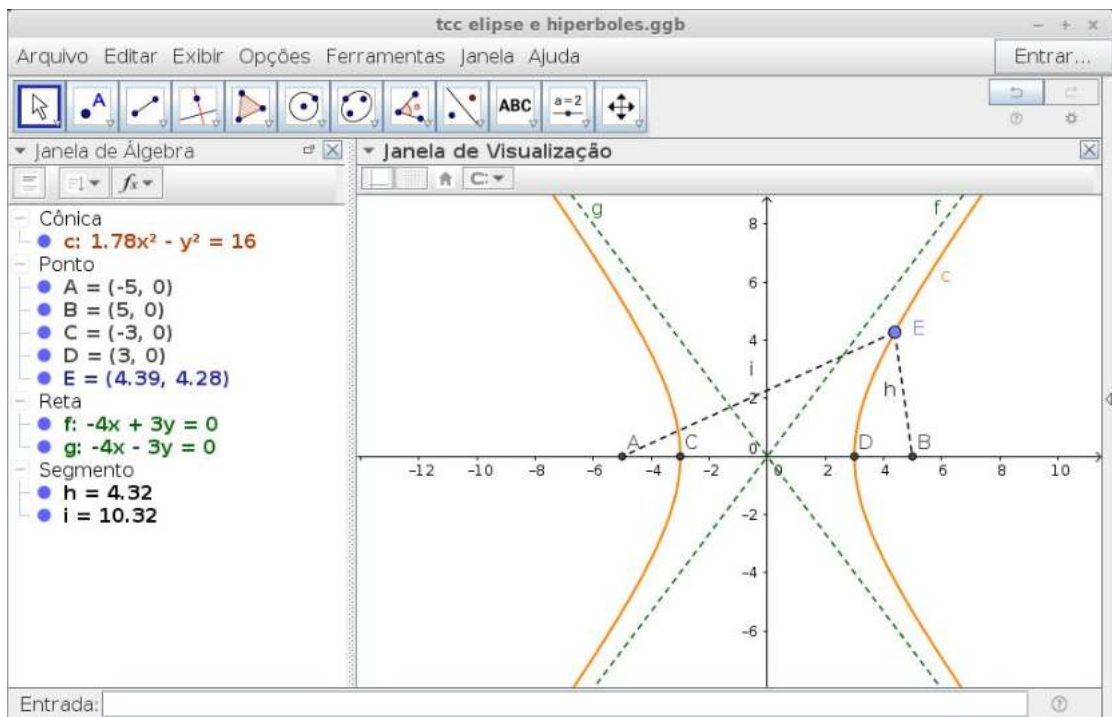 tcc elipse e hiperboles.ggb
Arquivo Editar Exibir Opções Ferramentas Janela Ajuda
Entrar...
A
ABC
a=2
Janela de Álgebra
Janela de Visualização
fx
C:
Cônica
c: 1.78x² - y² = 16
Ponto
A = (-5, 0)
B = (5, 0)
C = (-3, 0)
D = (3, 0)
E = (4.39, 4.28)
Reta
f: -4x + 3y = 0
g: -4x - 3y = 0
Segmento
h = 4.32
i = 10.32
g
f
8
c
6
E
4
i
h
2
A C 0 D B
-12 -10 -8 -6 -4 -2 0 2 4 6 8 10
-2
-4
-6
Entrada: